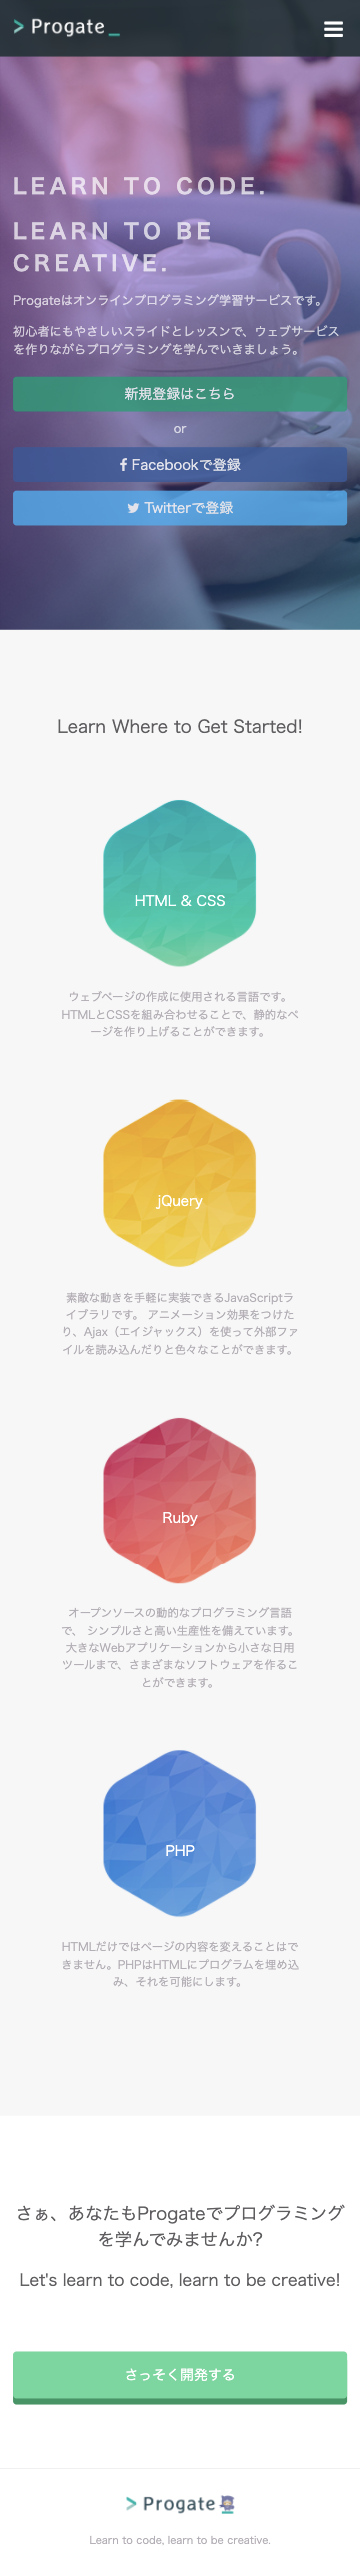 > Progate_
LEARN TO CODE.
LEARN TO BE
CREATIVE.
Progateはオンラインプログラミング学習サービスです。
初心者にもやさしいスライドとレッスンで、ウェブサービス
を作りながらプログラミングを学んでいきましょう。
新規登録はこちら
or
Facebookで登録
Twitterで登録
Learn Where to Get Started!
HTML & CSS
ウェブページの作成に使用される言語です。
HTMLとCSSを組み合わせることで、静的なペ
ージを作り上げることができます。
jQuery
素敵な動きを手軽に実装できるJavaScriptラ
イブラリです。 アニメーション効果をつけた
り、Ajax（エイジャックス）を使って外部ファ
イルを読み込んだりと色々なことができます。
Ruby
オープンソースの動的なプログラミング言語
で、 シンプルさと高い生産性を備えています。
大きなWebアプリケーションから小さな日用
ツールまで、さまざまなソフトウェアを作るこ
とができます。
PHP
HTMLだけではページの内容を変えることはで
きません。PHPはHTMLにプログラムを埋め込
み、それを可能にします。
さぁ、あなたもProgateでプログラミング
を学んでみませんか?
Let's learn to code, learn to be creative!
さっそく開発する
> Progate
Learn to code, learn to be creative.